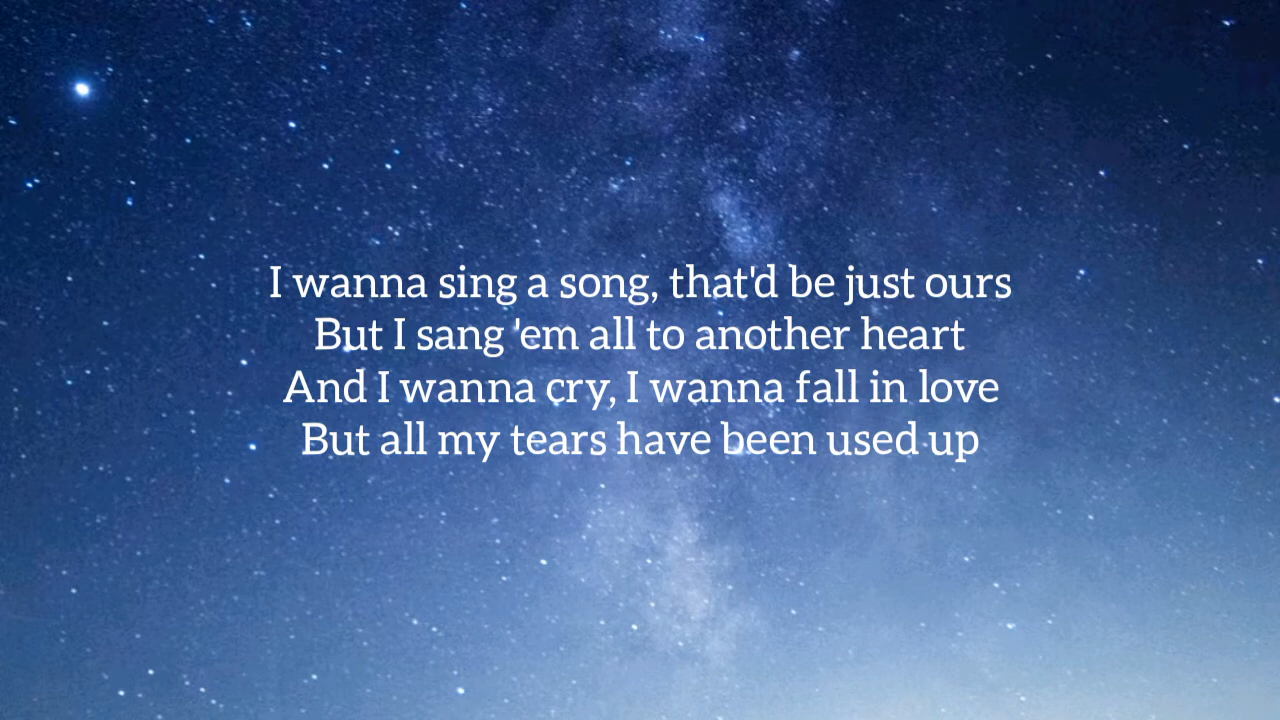 I wanna sing a song, that'd be just ours
But I sang 'em all to another heart
And I wanna cry, I wanna fall in love
But all my tears have been used up